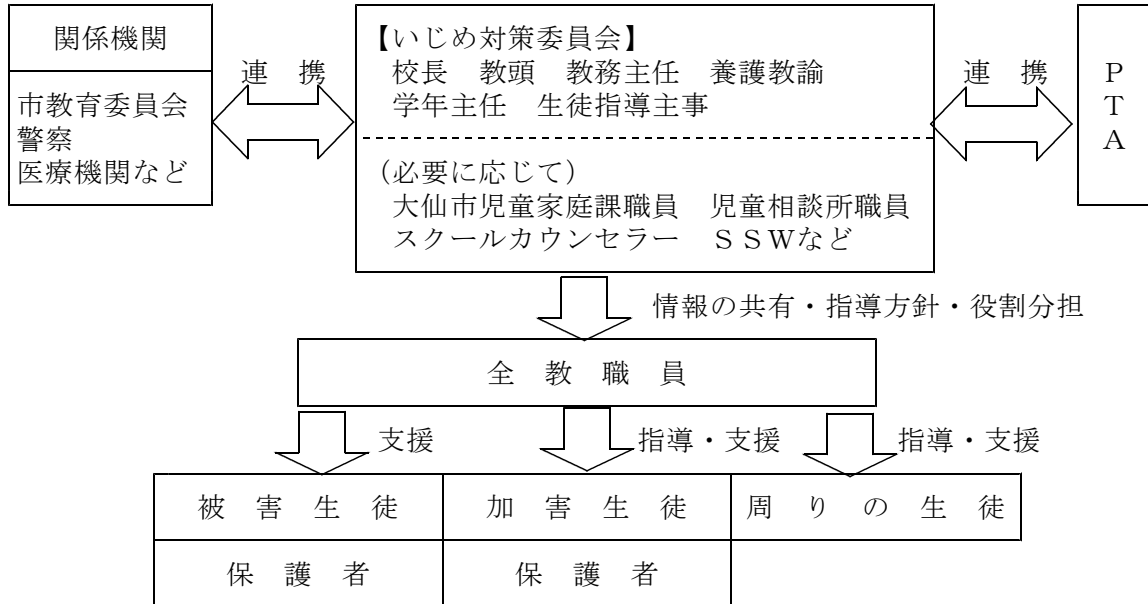 関係機関
市教育委員会
警察
医療機関など
連　携
【いじめ対策委員会】
校長　教頭　教務主任　養護教諭
学年主任　生徒指導主事
(必要に応じて)
大仙市児童家庭課職員　児童相談所職員
スクールカウンセラー　ＳＳＷなど
連　携
Ｐ
Ｔ
Ａ
情報の共有・指導方針・役割分担
全　教　職　員
支援
指導・支援
指導・支援
被　害　生　徒
加　害　生　徒
周　り　の　生　徒
保　護　者
保　護　者